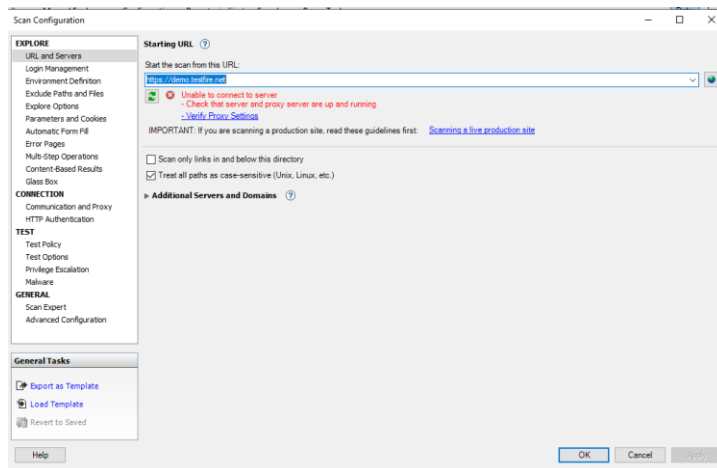 Scan Configuration
EXPLORE
URL and Servers
Login Management
Environment Definition
Exclude Paths and Files
Explore Options
Parameters and Cookies
Automatic Form Fill
Error Pages
Multi-Step Operations
Content-Based Results
Glass Box
CONNECTION
Communication and Proxy
HTTP Authentication
TEST
Test Policy
Test Options
Privilege Escalation
Malware
GENERAL
Scan Expert
Advanced Configuration
General Tasks
Export as Template
Load Template
Revert to Saved
Starting URL ?
Start the scan from this URL:
https://demo.testfire.net
Unable to connect to server
- Check that server and proxy server are up and running
- Verify Proxy Settings
IMPORTANT: If you are scanning a production site, read these guidelines first: Scanning a live production site
Scan only links in and below this directory
Treat all paths as case-sensitive (Unix, Linux, etc.)
Additional Servers and Domains ?
Help
OK Cancel Apply